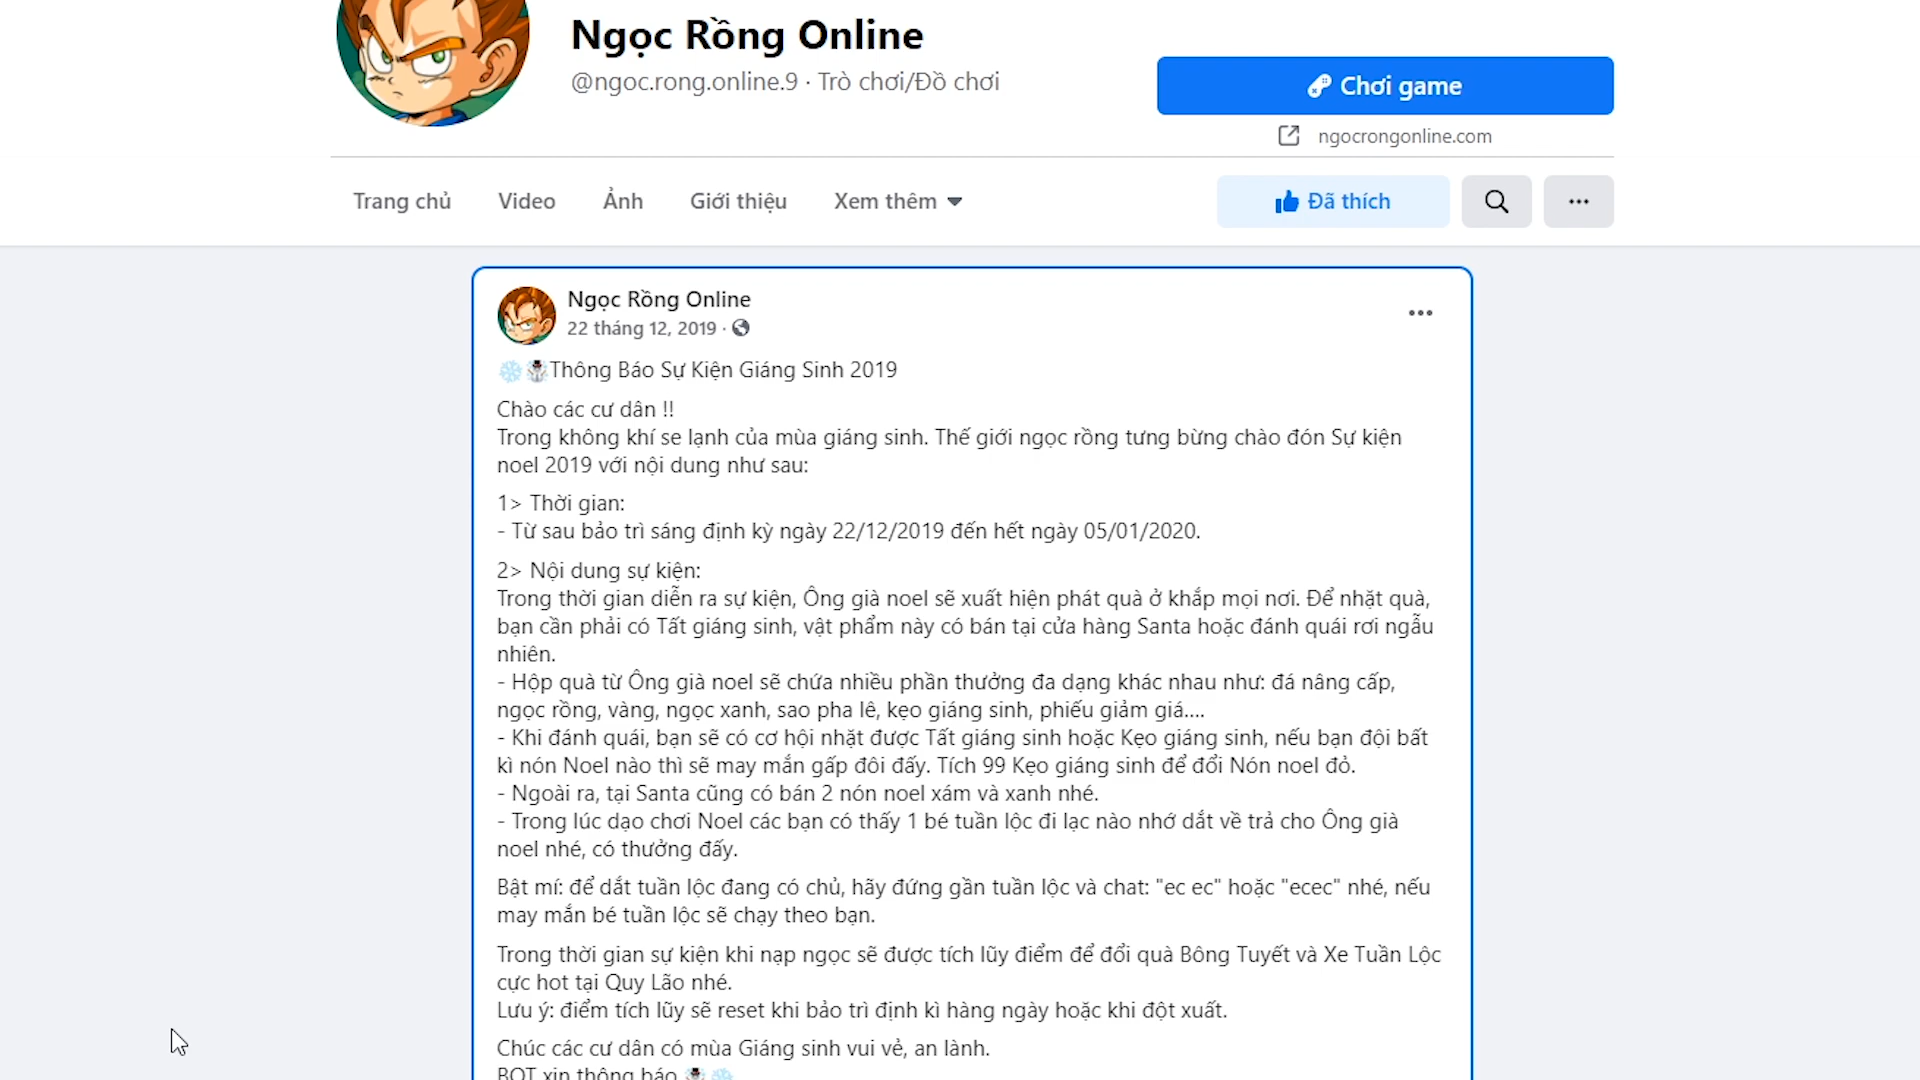 Ngọc Rồng Online
@ngoc.rong.online.9 · Trò chơi/Đồ chơi
Chơi game
ngocrongonline.com
Trang chủ Video Ảnh Giới thiệu Xem thêm Đã thích
Ngọc Rồng Online
22 tháng 12, 2019 ·
Thông Báo Sự Kiện Giáng Sinh 2019
Chào các cư dân !!
Trong không khí se lạnh của mùa giáng sinh. Thế giới ngọc rồng tưng bừng chào đón Sự kiện
noel 2019 với nội dung như sau:
1> Thời gian:
- Từ sau bảo trì sáng định kỳ ngày 22/12/2019 đến hết ngày 05/01/2020.
2> Nội dung sự kiện:
Trong thời gian diễn ra sự kiện, Ông già noel sẽ xuất hiện phát quà ở khắp mọi nơi. Để nhặt quà,
bạn cần phải có Tất giáng sinh, vật phẩm này có bán tại cửa hàng Santa hoặc đánh quái rơi ngẫu
nhiên.
- Hộp quà từ Ông già noel sẽ chứa nhiều phần thưởng đa dạng khác nhau như: đá nâng cấp,
ngọc rồng, vàng, ngọc xanh, sao pha lê, kẹo giáng sinh, phiếu giảm giá....
- Khi đánh quái, bạn sẽ có cơ hội nhặt được Tất giáng sinh hoặc Kẹo giáng sinh, nếu bạn đội bất
kì nón Noel nào thì sẽ may mắn gấp đôi đấy. Tích 99 Kẹo giáng sinh để đổi Nón noel đỏ.
- Ngoài ra, tại Santa cũng có bán 2 nón noel xám và xanh nhé.
- Trong lúc dạo chơi Noel các bạn có thấy 1 bé tuần lộc đi lạc nào nhớ dắt về trả cho Ông già
noel nhé, có thưởng đấy.
Bật mí: để dắt tuần lộc đang có chủ, hãy đứng gần tuần lộc và chat: "ec ec" hoặc "ecec" nhé, nếu
may mắn bé tuần lộc sẽ chạy theo bạn.
Trong thời gian sự kiện khi nạp ngọc sẽ được tích lũy điểm để đổi quà Bông Tuyết và Xe Tuần Lộc
cực hot tại Quy Lão nhé.
Lưu ý: điểm tích lũy sẽ reset khi bảo trì định kì hàng ngày hoặc khi đột xuất.
Chúc các cư dân có mùa Giáng sinh vui vẻ, an lành.
BOT xin thông báo